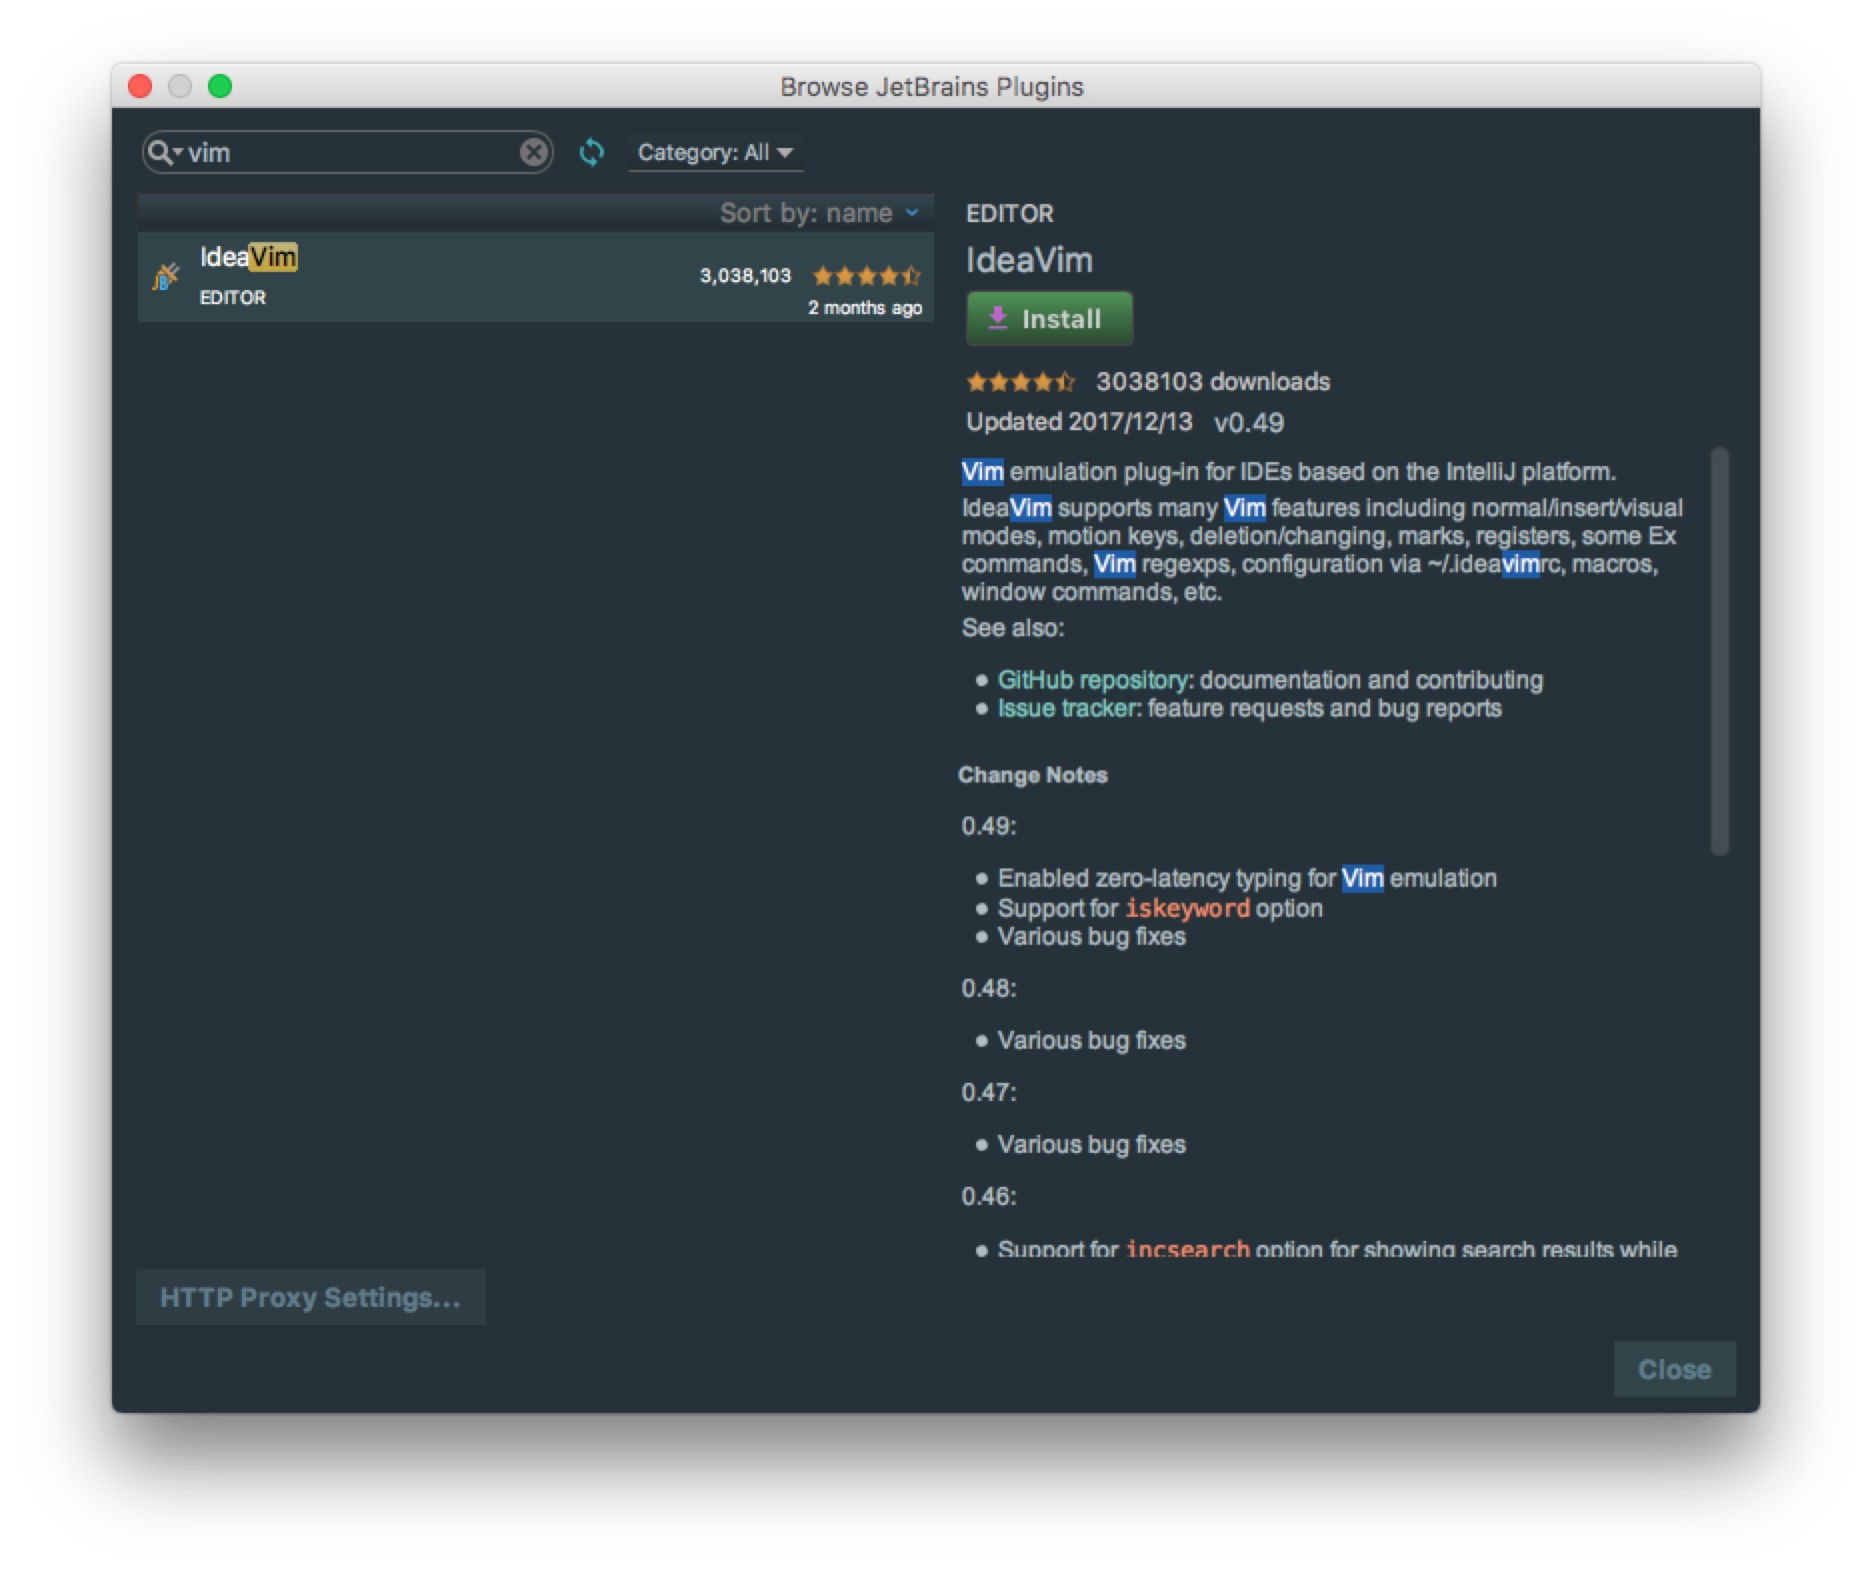 Browse JetBrains Plugins
vim
Category: All
Sort by: name
IdeaVim
3,038,103
EDITOR
2 months ago
EDITOR
IdeaVim
Install
3038103 downloads
Updated 2017/12/13 v0.49
Vim emulation plug-in for IDEs based on the IntelliJ platform.
IdeaVim supports many Vim features including normal/insert/visual
modes, motion keys, deletion/changing, marks, registers, some Ex
commands, Vim regexps, configuration via ~/.ideavimrc, macros,
window commands, etc.
See also:
• GitHub repository: documentation and contributing
• Issue tracker: feature requests and bug reports
Change Notes
0.49:
• Enabled zero-latency typing for Vim emulation
• Support for iskeyword option
• Various bug fixes
0.48:
• Various bug fixes
0.47:
• Various bug fixes
0.46:
• Support for incsearch option for showing search results while
HTTP Proxy Settings...
Close